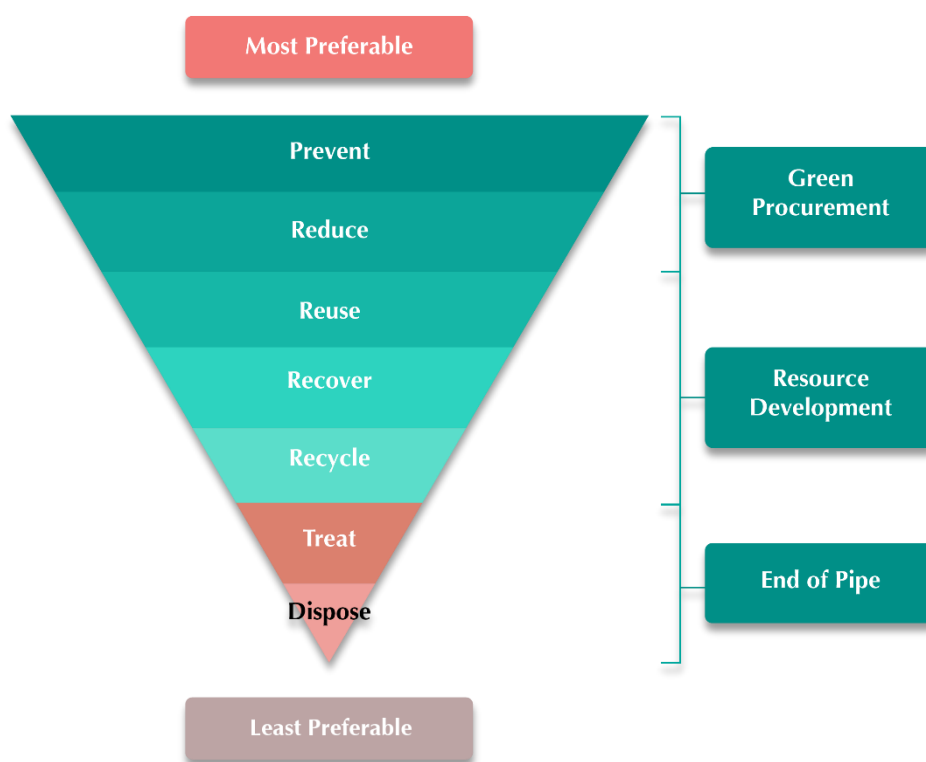 Most Preferable
Prevent
Reduce
Reuse
Recover
Recycle
Treat
Dispose
Least Preferable
Green
Procurement
Resource
Development
End of Pipe